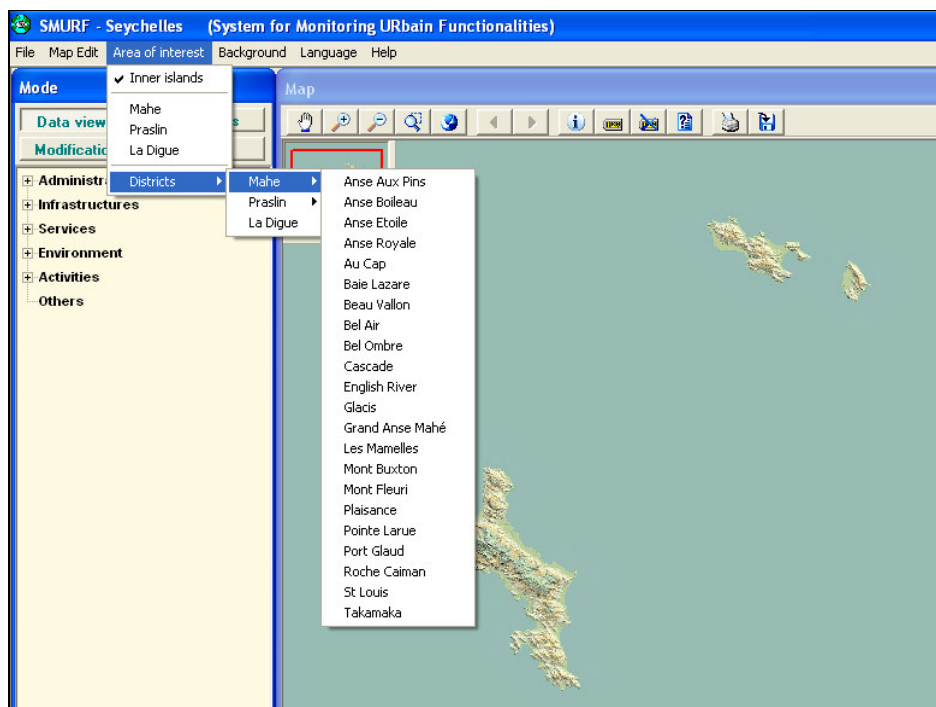 SMURF - Seychelles (System for Monitoring URbain Functionalities)
File Map Edit Area of interest Background Language Help
Mode
Map
Inner islands
Mahe
Praslin
La Digue
Districts
Data view
Administr
Infrastructures
Services
Environment
Activities
Others
Mahe
Praslin
La Digue
Anse Aux Pins
Anse Boileau
Anse Etoile
Anse Royale
Au Cap
Baie Lazare
Beau Vallon
Bel Air
Bel Ombre
Cascade
English River
Glacis
Grand Anse Mahé
Les Mamelles
Mont Buxton
Mont Fleuri
Plaisance
Pointe Larue
Port Glaud
Roche Caiman
St Louis
Takamaka